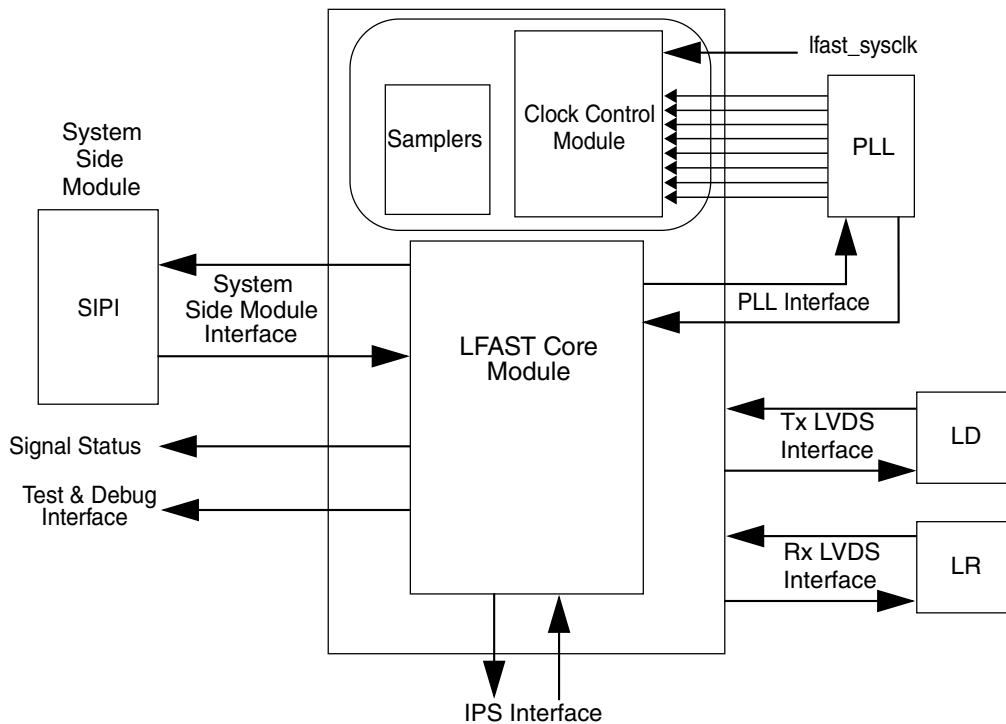 lfast_sysclk
Clock Control
Module
Samplers
PLL
System
Side
Module
SIPI
System
Side Module
Interface
PLL Interface
LFAST Core
Module
Tx LVDS
Interface
LD
Signal Status
Test & Debug
Interface
Rx LVDS
Interface
LR
IPS Interface